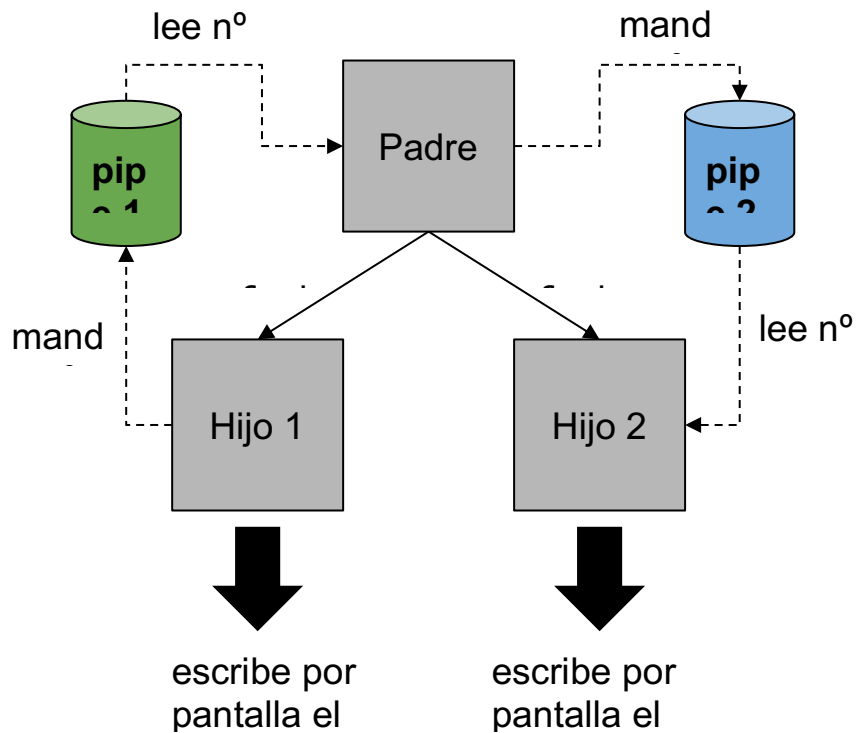 lee nº
mand
Padre
pip
pip
mand
lee nº
Hijo 1
Hijo 2
escribe por
pantalla el
escribe por
pantalla el